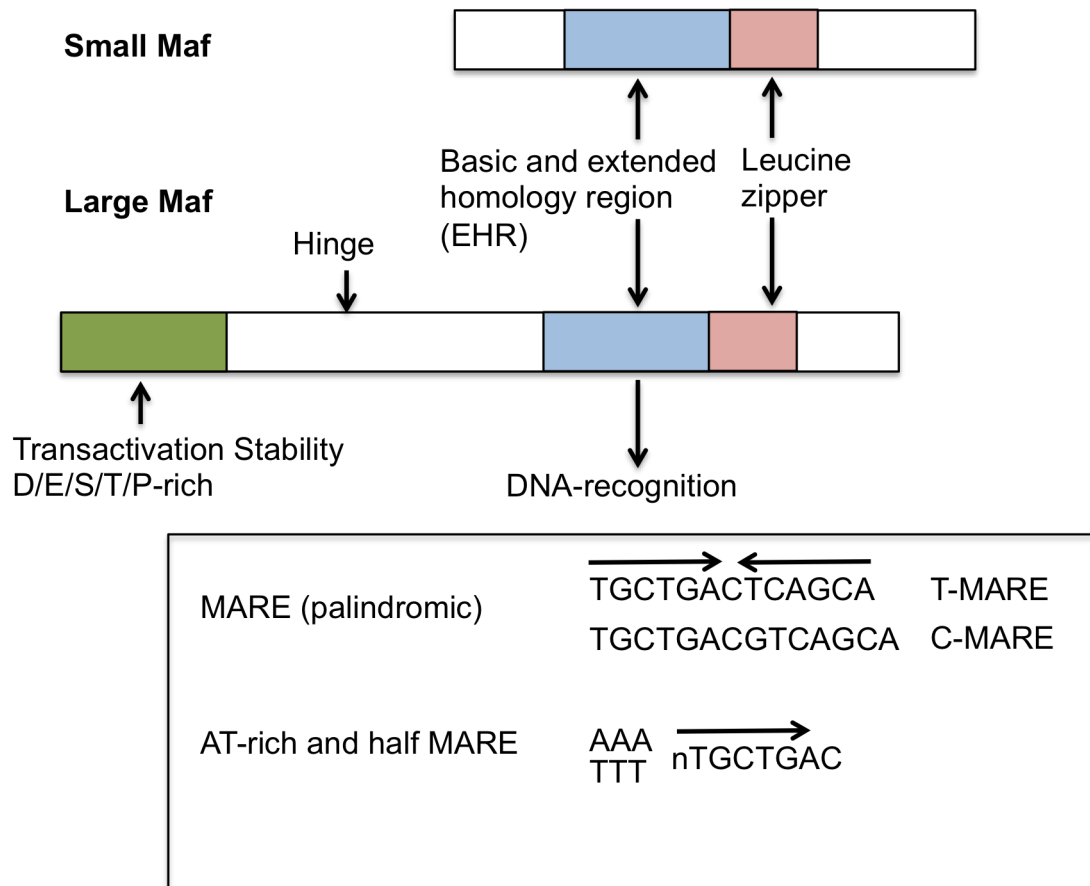 Small Maf
Basic and extended
homology region
(EHR)
Leucine
zipper
Large Maf
Hinge
Transactivation Stability
D/E/S/T/P-rich
DNA-recognition
MARE (palindromic)
TGCTGACTCAGCA
T-MARE
TGCTGACGTCAGCA
C-MARE
AT-rich and half MARE
AAA
TTT
nTGCTGAC